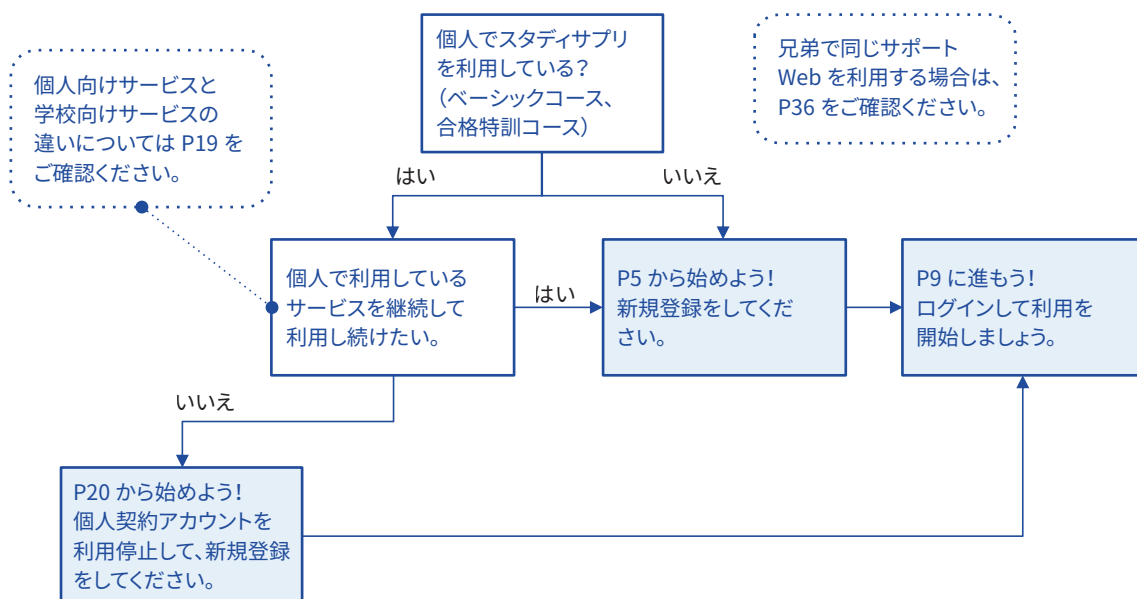 個人でスタディサプリ
を利用している？
（ベーシックコース、
合格特訓コース）
兄弟で同じサポート
Web を利用する場合は、
P36 をご確認ください。
個人向けサービスと
学校向けサービスの
違いについては P19 を
ご確認ください。
はい
いいえ
個人で利用している
サービスを継続して
利用し続けたい。
はい
P5 から始めよう！
新規登録をしてくだ
さい。
P9 に進もう！
ログインして利用を
開始しましょう。
いいえ
P20 から始めよう！
個人契約アカウントを
利用停止して、新規登録
をしてください。